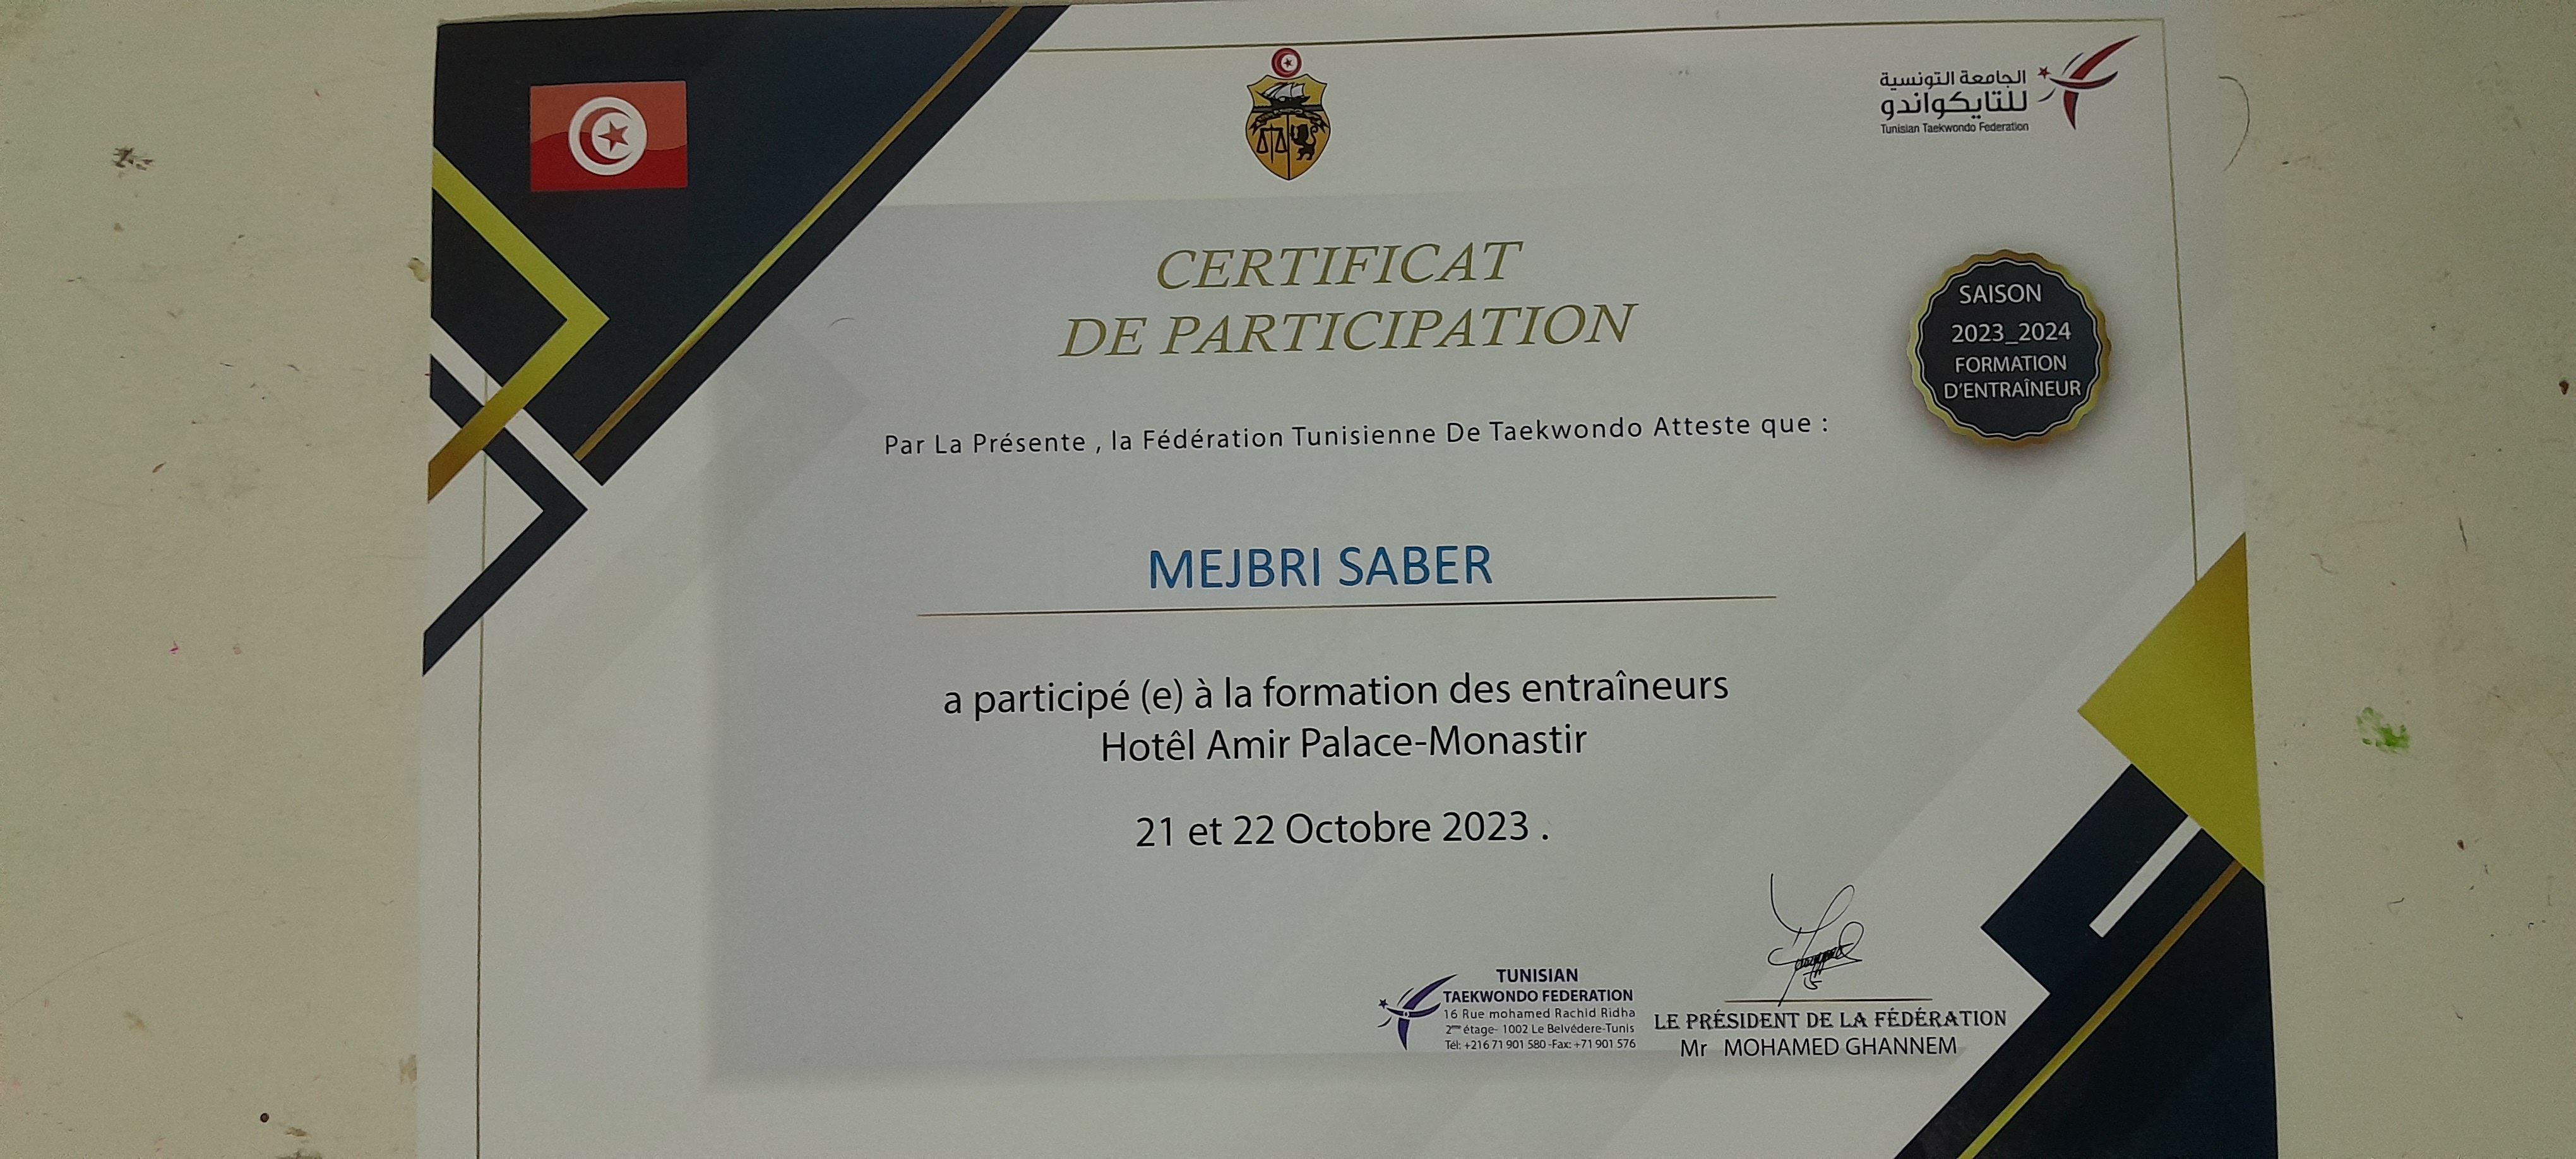 الجامعة التونسية
للتايكواندو
Tunisian Taekwondo Federation
CERTIFICAT
DE PARTICIPATION
SAISON
2023_2024
FORMATION
D'ENTRAÎNEUR
Par La Présente , la Fédération Tunisienne De Taekwondo Atteste que :
MEJBRI SABER
a participé (e) à la formation des entraîneurs
Hotêl Amir Palace-Monastir
21 et 22 Octobre 2023 .
TUNISIAN
TAEKWONDO FEDERATION
16 Rue mohamed Rachid Ridha
2ème étage- 1002 Le Belvédere-Tunis
Tél: +216 71 901 580 -Fax: +71 901 576
LE PRÉSIDENT DE LA FÉDÉRATION
Mr MOHAMED GHANNEM